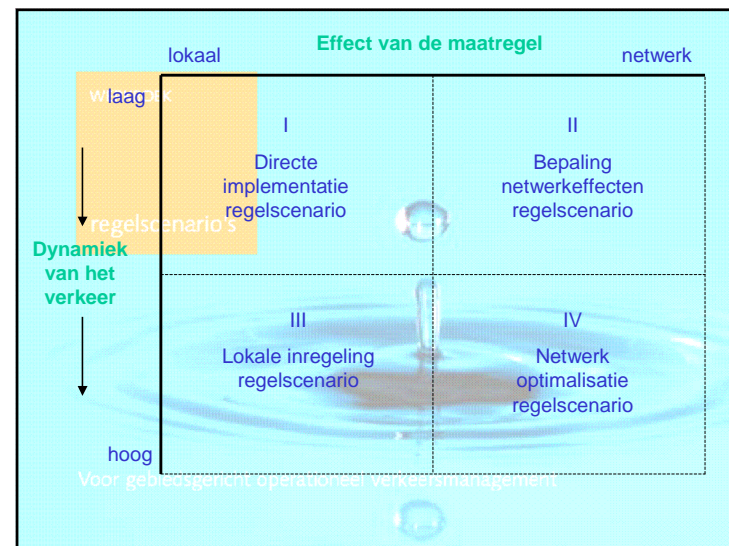 Effect van de maatregel
lokaal
netwerk
laag
I
Directe
implementatie
regelscenario
II
Bepaling
netwerkeffecten
regelscenario
regelscenario's
Dynamiek
van het
verkeer
III
Lokale inregeling
regelscenario
IV
Netwerk
optimalisatie
regelscenario
hoog
Voor gebiedsgericht operationeel verkeersmanagement